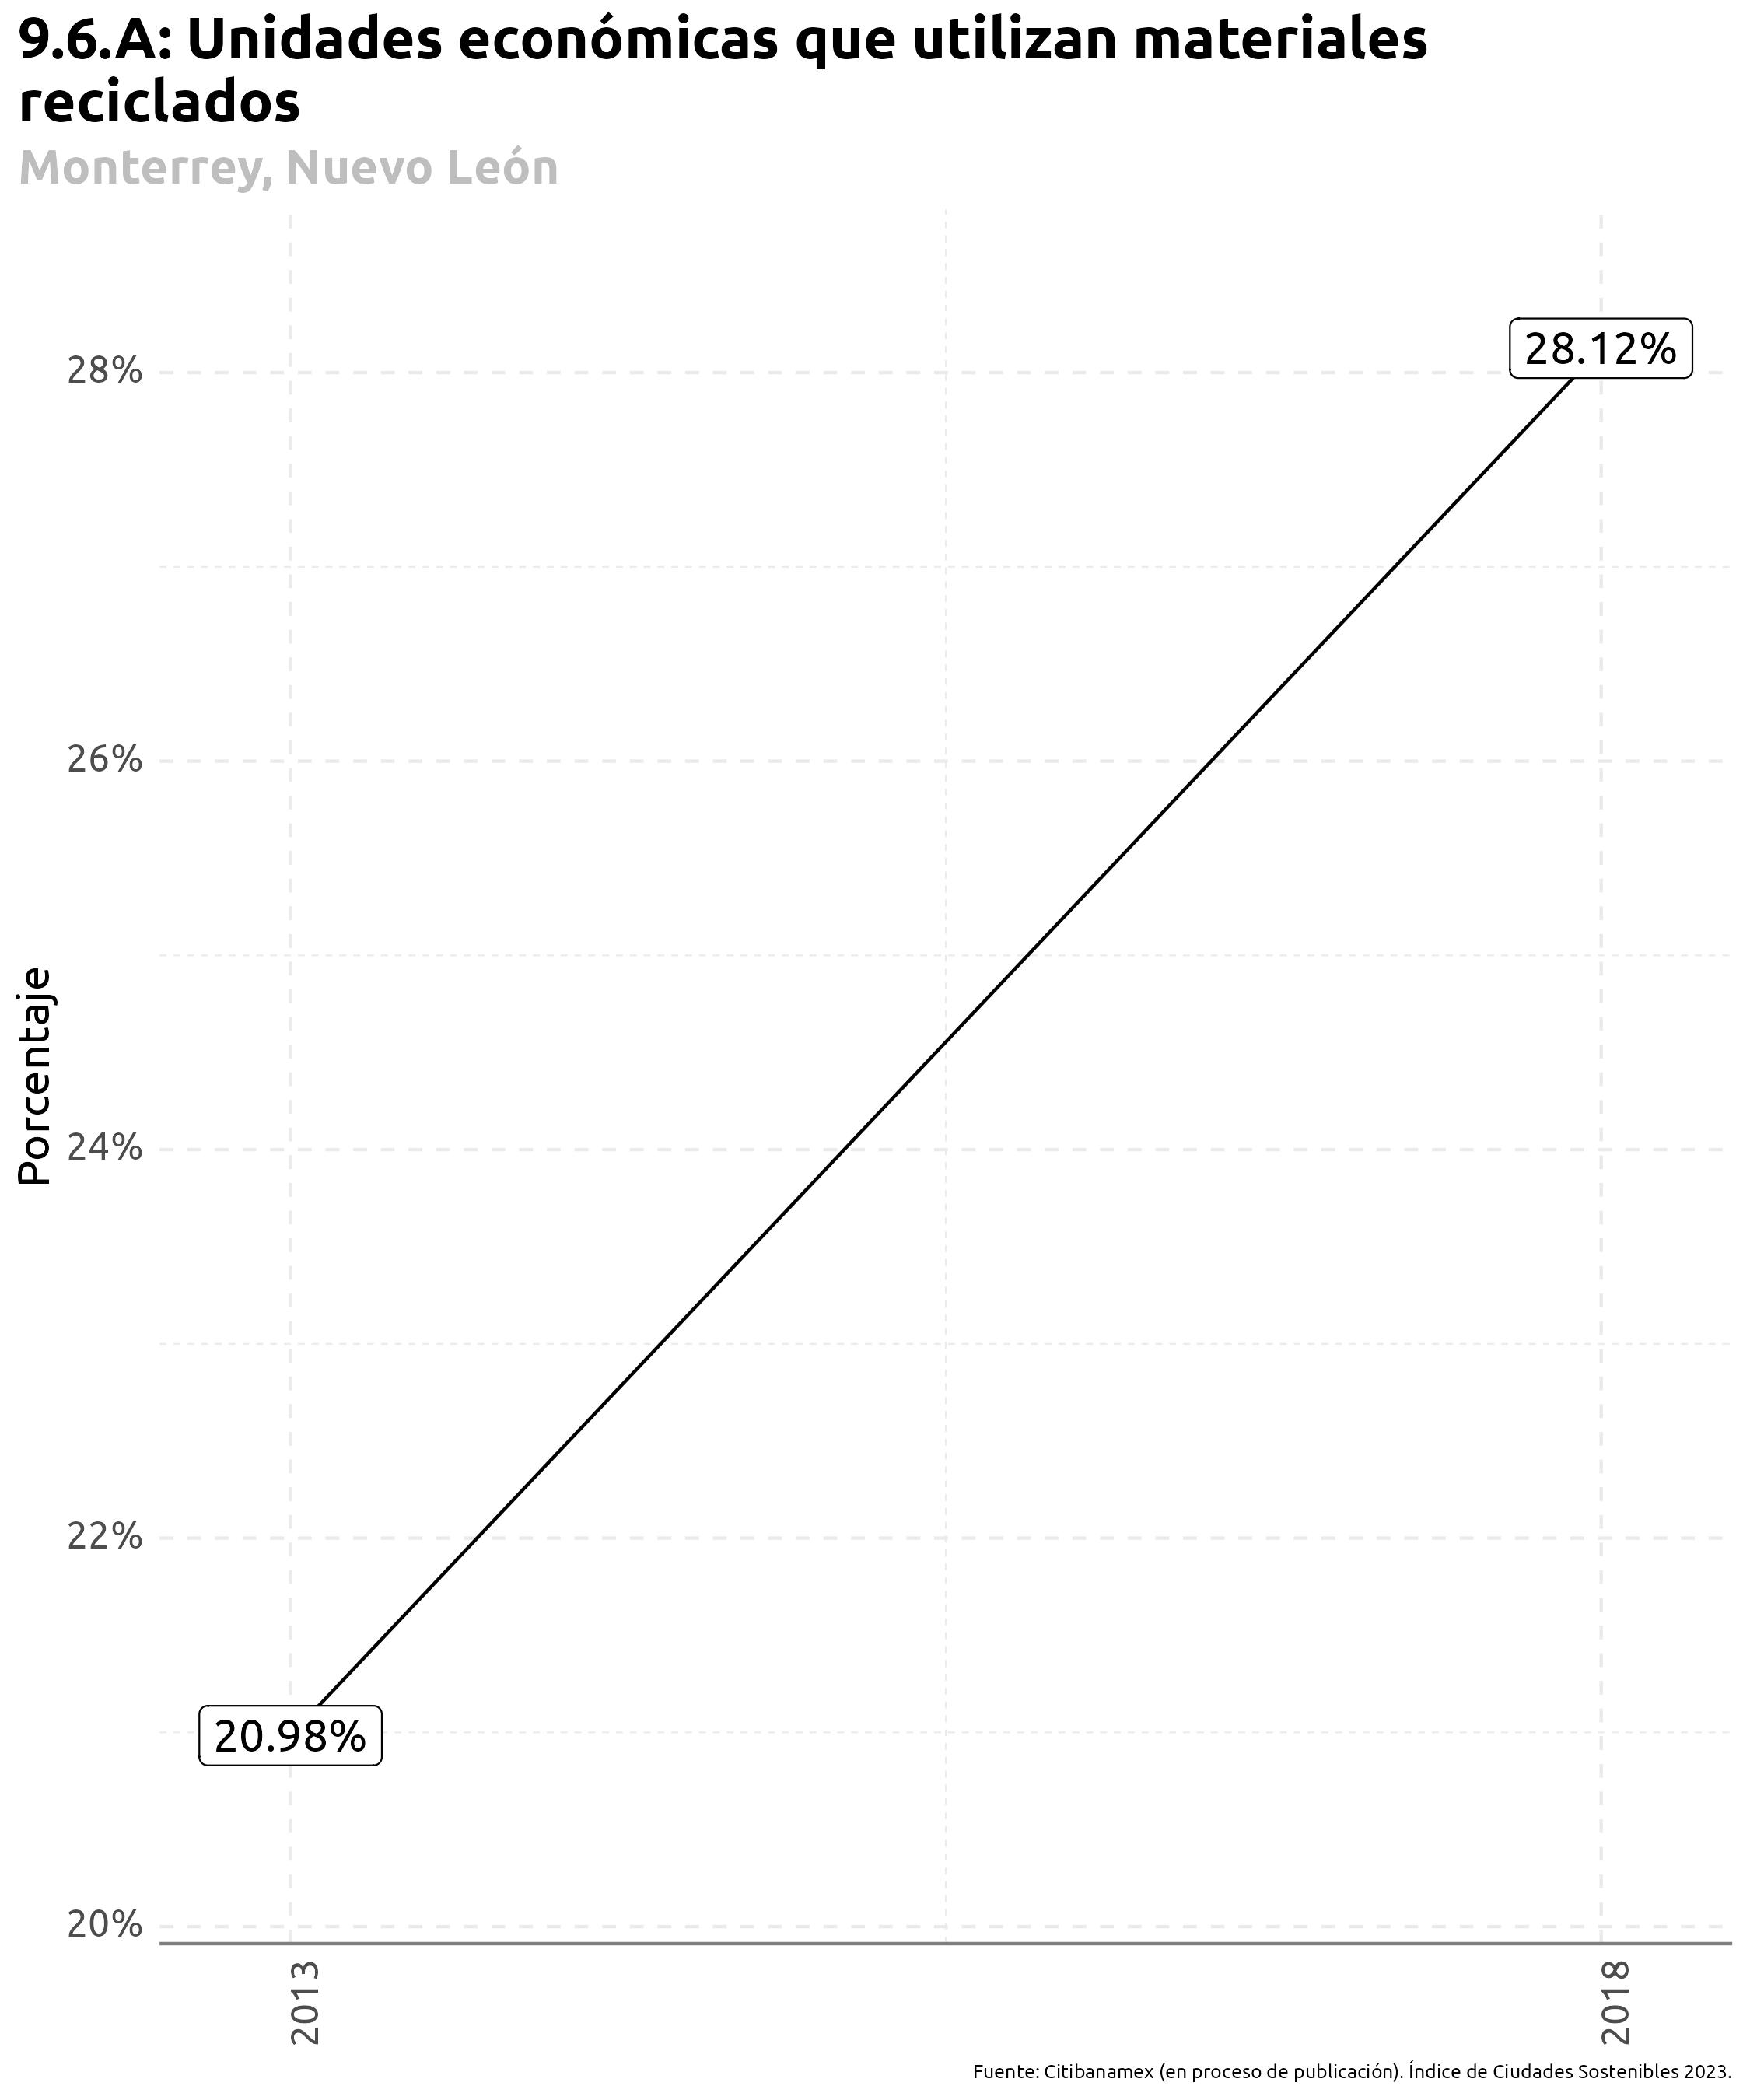 9.6.A: Unidades económicas que utilizan materiales
reciclados
Monterrey, Nuevo León
28.12%
28%
26%
Porcentaje
24%
22%
20.98%
20%
2013
2018
Fuente: Citibanamex (en proceso de publicación). Índice de Ciudades Sostenibles 2023.